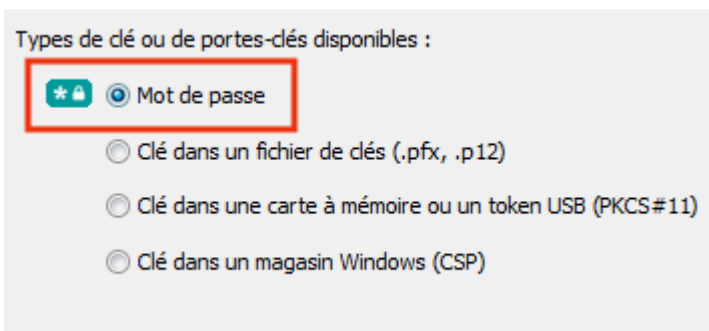 Types de clé ou de portes-clés disponibles :
Mot de passe
Clé dans un fichier de clés (.pfx, .p12)
Clé dans une carte à mémoire ou un token USB (PKCS#11)
Clé dans un magasin Windows (CSP)